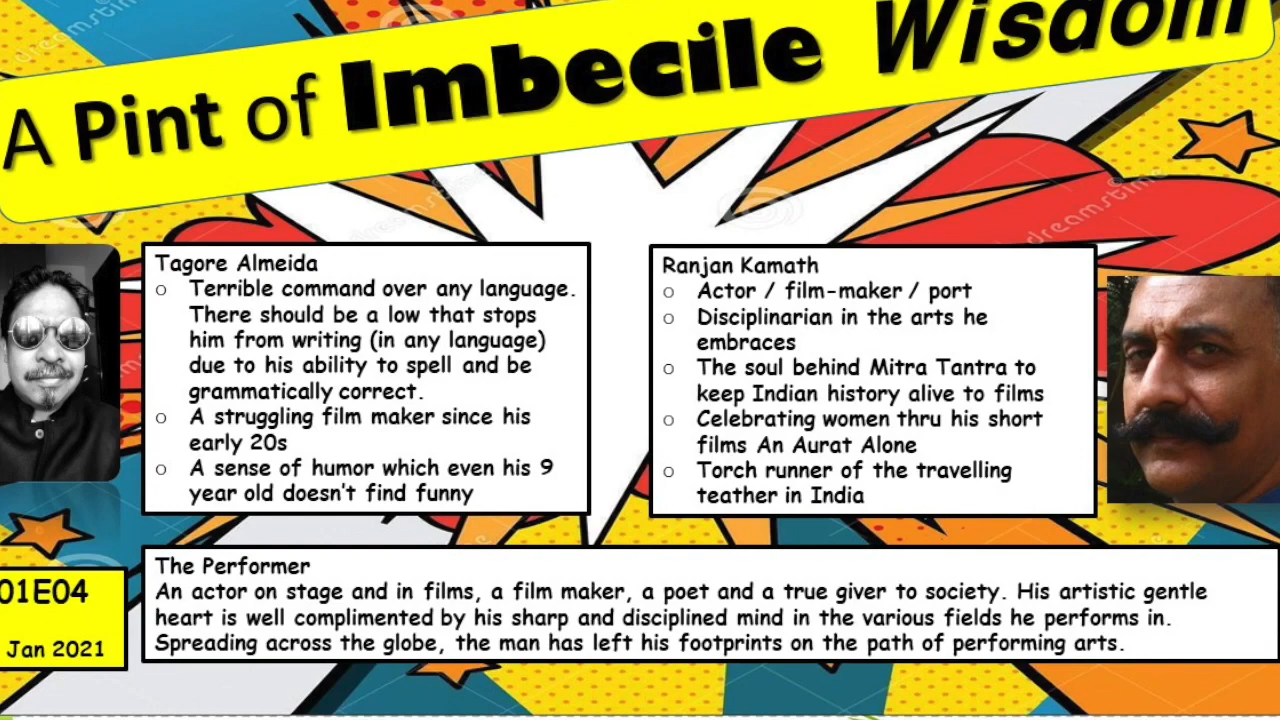 A Pint of Imbecile Wisdom
Tagore Almeida
o Terrible command over any language.
There should be a low that stops
him from writing (in any language)
due to his ability to spell and be
grammatically correct.
o A struggling film maker since his
early 20s
o A sense of humor which even his 9
year old doesn't find funny
Ranjan Kamath
o Actor / film-maker / port
o Disciplinarian in the arts he
embraces
o The soul behind Mitra Tantra to
keep Indian history alive to films
o Celebrating women thru his short
films An Aurat Alone
o Torch runner of the travelling
teather in India
The Performer
An actor on stage and in films, a film maker, a poet and a true giver to society. His artistic gentle
heart is well complimented by his sharp and disciplined mind in the various fields he performs in.
Spreading across the globe, the man has left his footprints on the path of performing arts.
01E04
Jan 2021
dreamstime
dreamstime